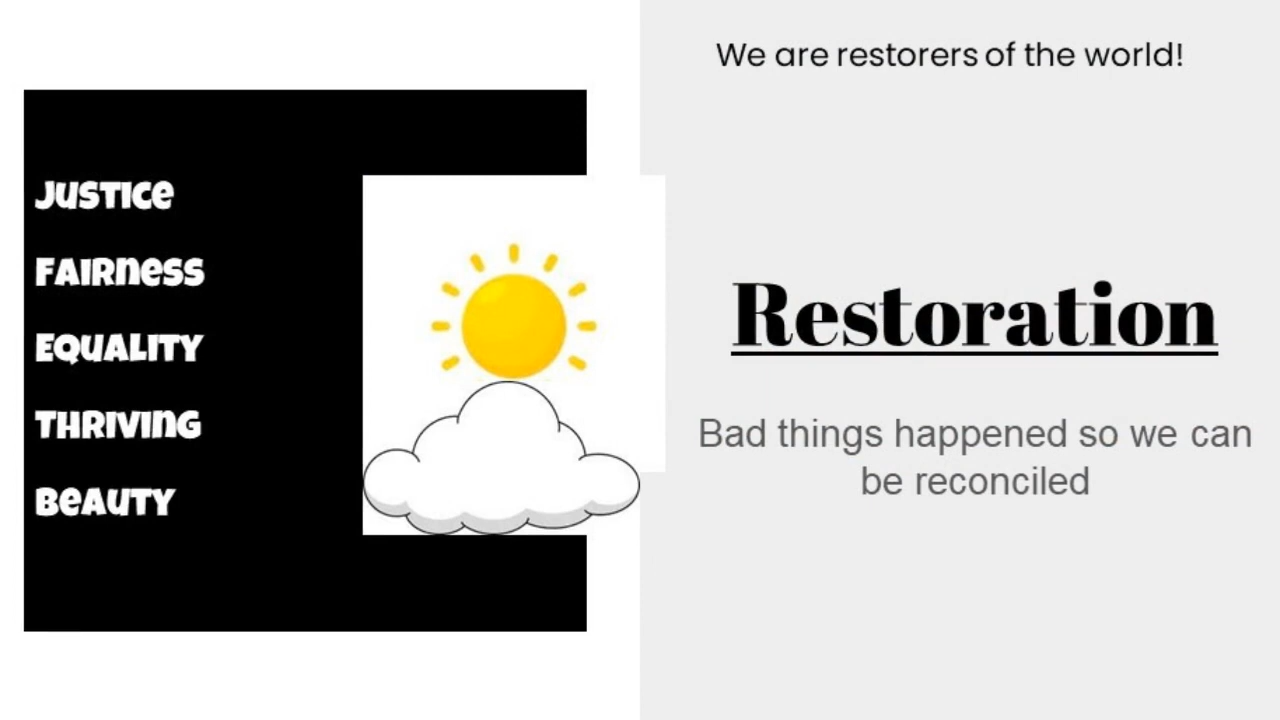 We are restorers of the world!
Justice
Fairness
Equality
Thriving
Beauty
Restoration
Bad things happened so we can
be reconciled